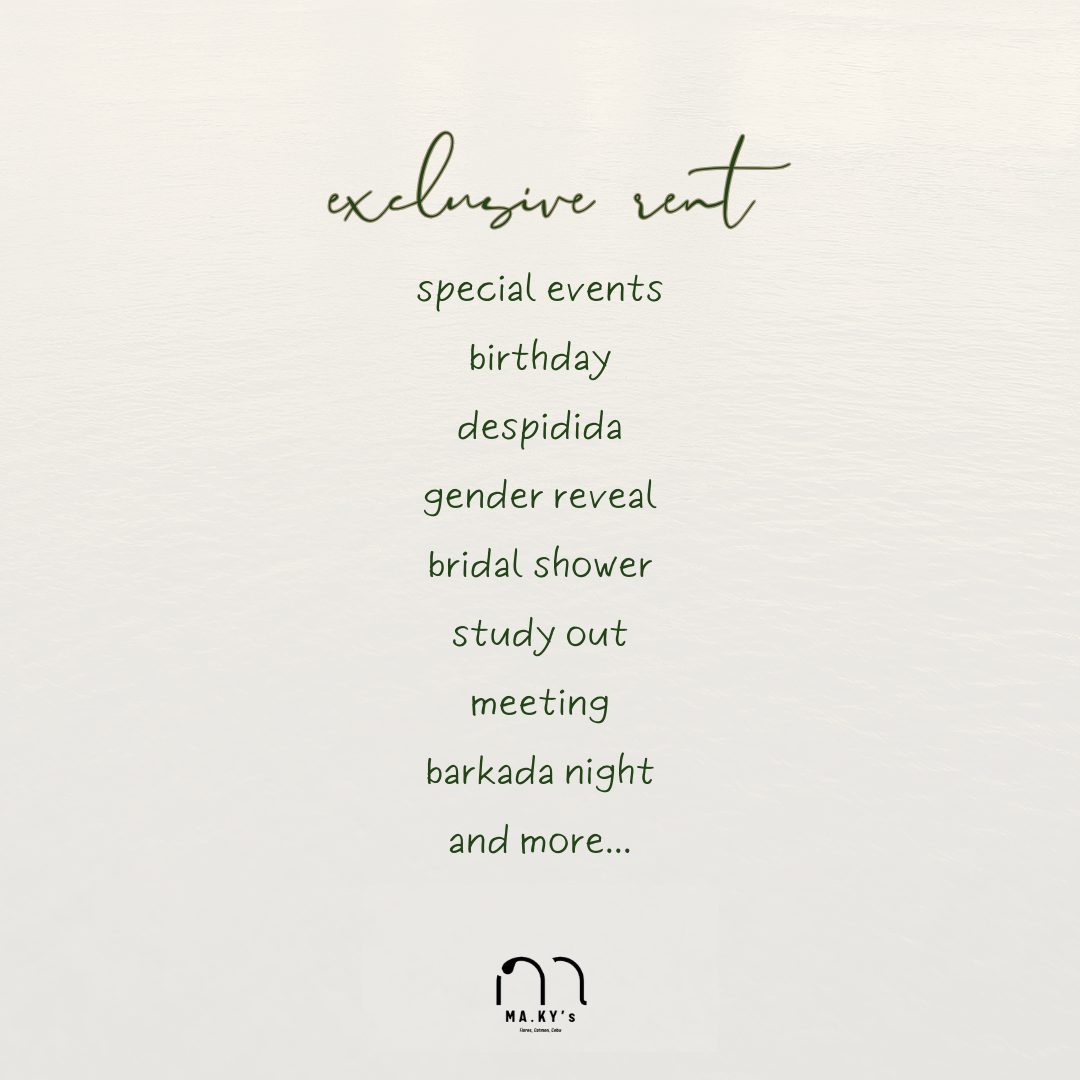 exclusive rent
special events
birthday
despidida
gender reveal
bridal shower
study out
meeting
barkada night
and more...
MA.KY's
Flores, Catmon, Cebu